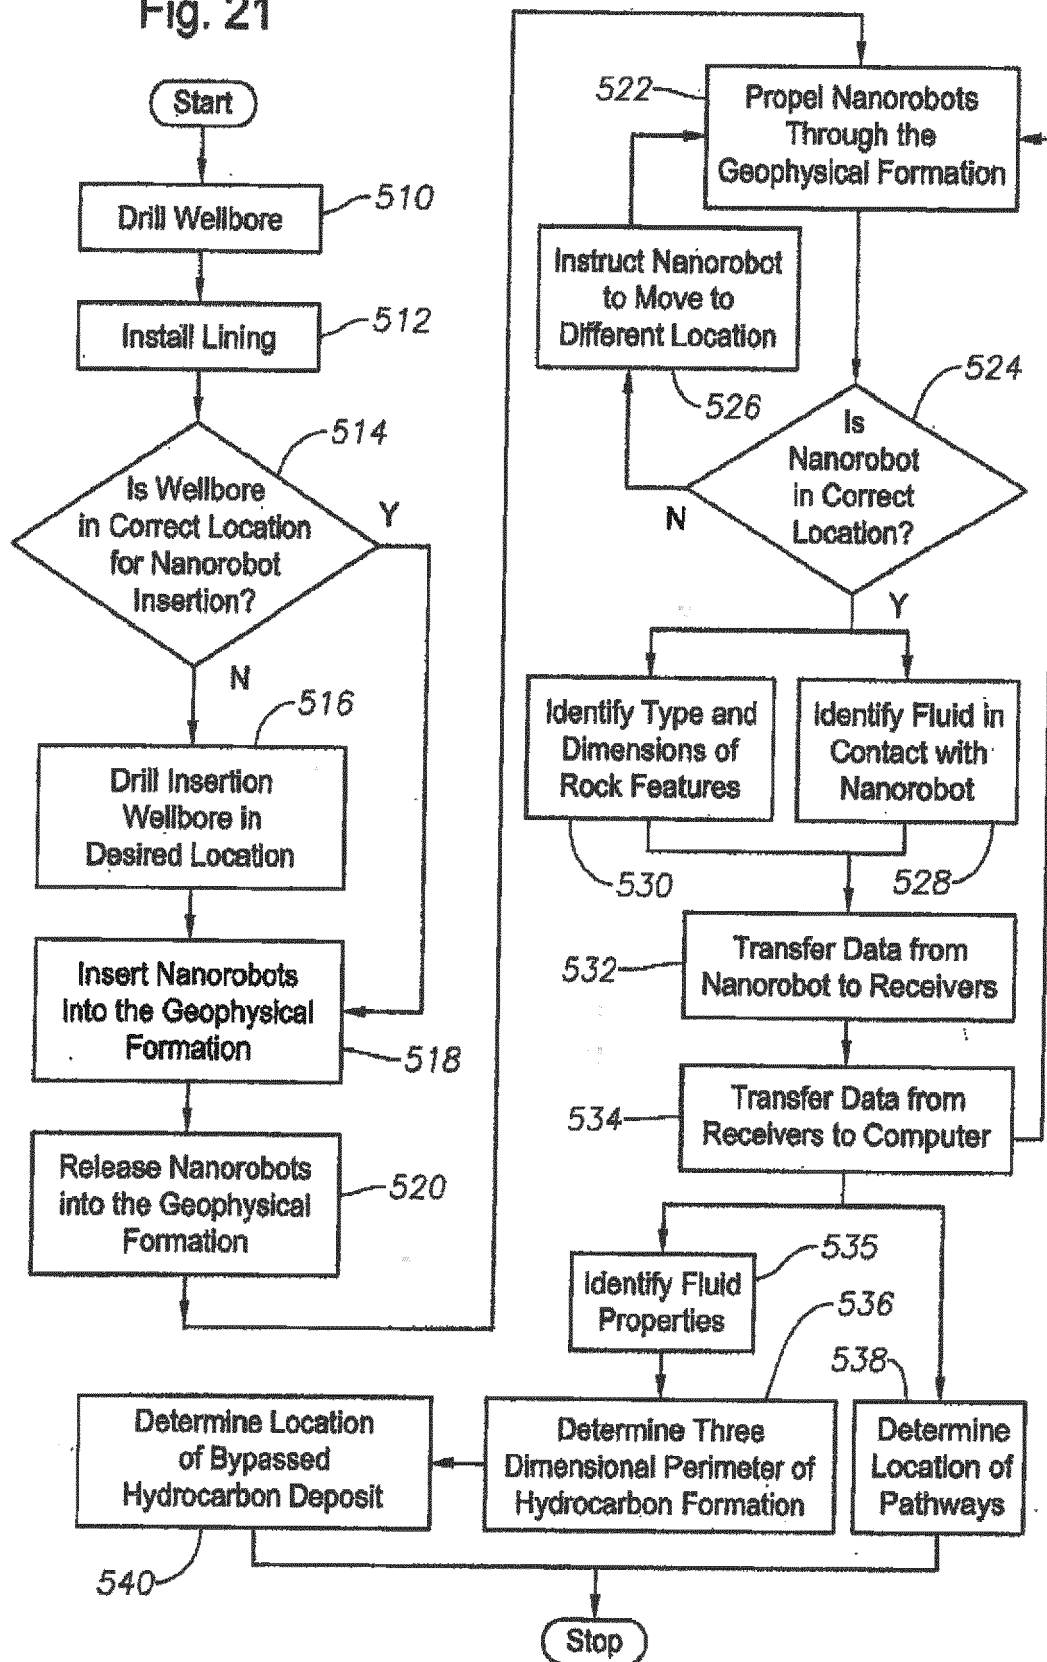 Fig. 21
Start
510
Drill Wellbore
512
Install Lining
514
Is Wellbore
in Correct Location
for Nanorobot
Insertion?
Y
N
516
Drill Insertion
Wellbore in
Desired Location
Insert Nanorobots
into the Geophysical
Formation
518
Release Nanorobots
into the Geophysical
Formation
520
522
Propel Nanorobots
Through the
Geophysical Formation
Instruct Nanorobot
to Move to
Different Location
526
524
Is
Nanorobot
in Correct
Location?
N
Y
Identify Type and
Dimensions of
Rock Features
530
Identify Fluid in
Contact with
Nanorobot
528
532
Transfer Data from
Nanorobot to Receivers
534
Transfer Data from
Receivers to Computer
535
Identify Fluid
Properties
536
Determine Three
Dimensional Perimeter of
Hydrocarbon Formation
538
Determine
Location of
Pathways
Determine Location
of Bypassed
Hydrocarbon Deposit
540
Stop